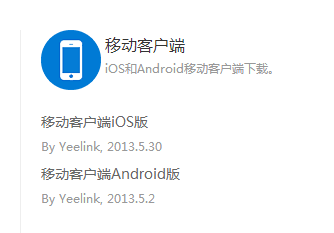 移动客户端
iOS和Android移动客户端下载。
移动客户端iOS版
By Yeelink, 2013.5.30
移动客户端Android版
By Yeelink, 2013.5.2